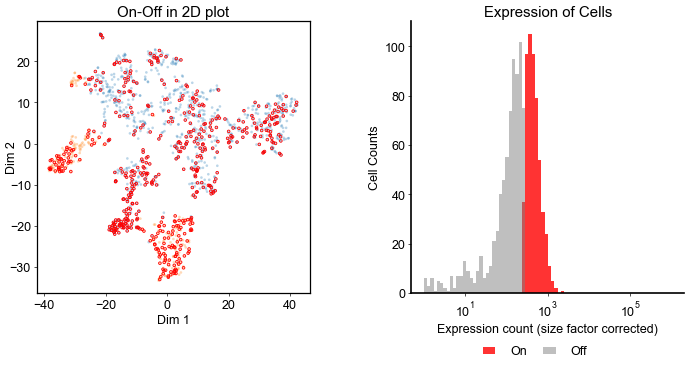 On-Off in 2D plot
Dim 2
20
10
0
−10
−20
−30
−40
−20
0
20
40
Dim 1
Expression of Cells
Cell Counts
100
80
60
40
20
0
10^1
10^3
10^5
Expression count (size factor corrected)
On
Off